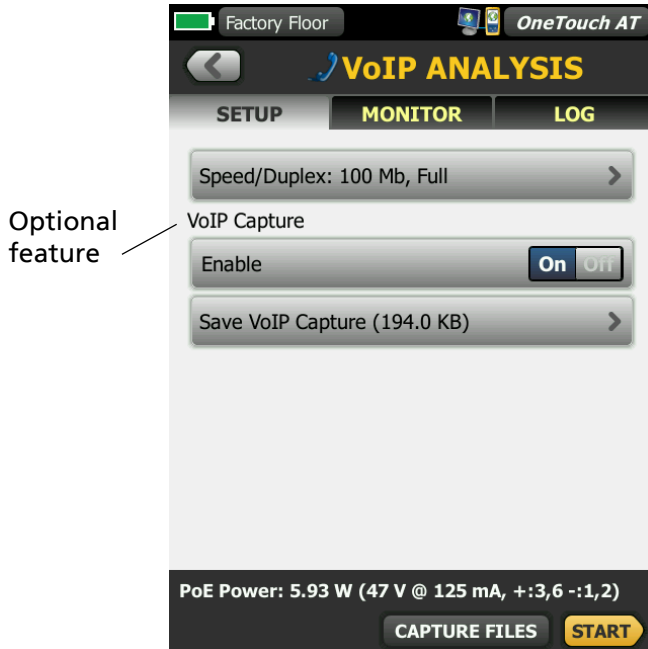 Factory Floor
OneTouch AT
VoIP ANALYSIS
SETUP MONITOR LOG
Speed/Duplex: 100 Mb, Full
Optional
feature
VoIP Capture
Enable On Off
Save VoIP Capture (194.0 KB)
PoE Power: 5.93 W (47 V @ 125 mA, +:3,6 -:1,2)
CAPTURE FILES START